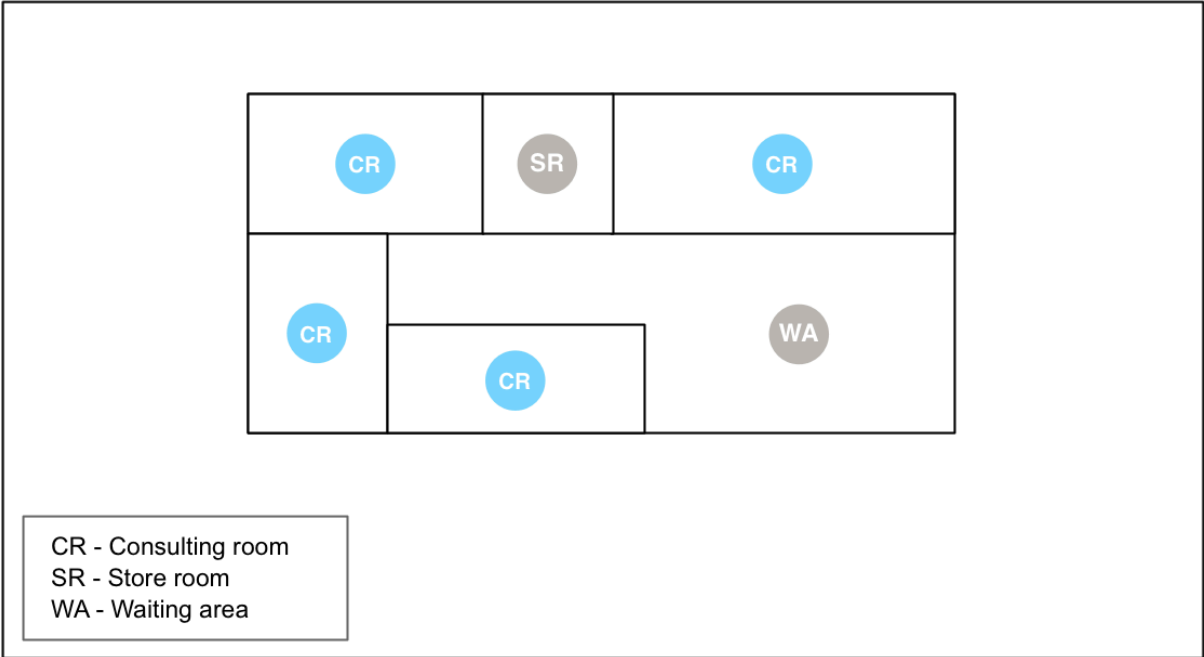 CR
SR
CR
CR
WA
CR
CR - Consulting room
SR - Store room
WA - Waiting area